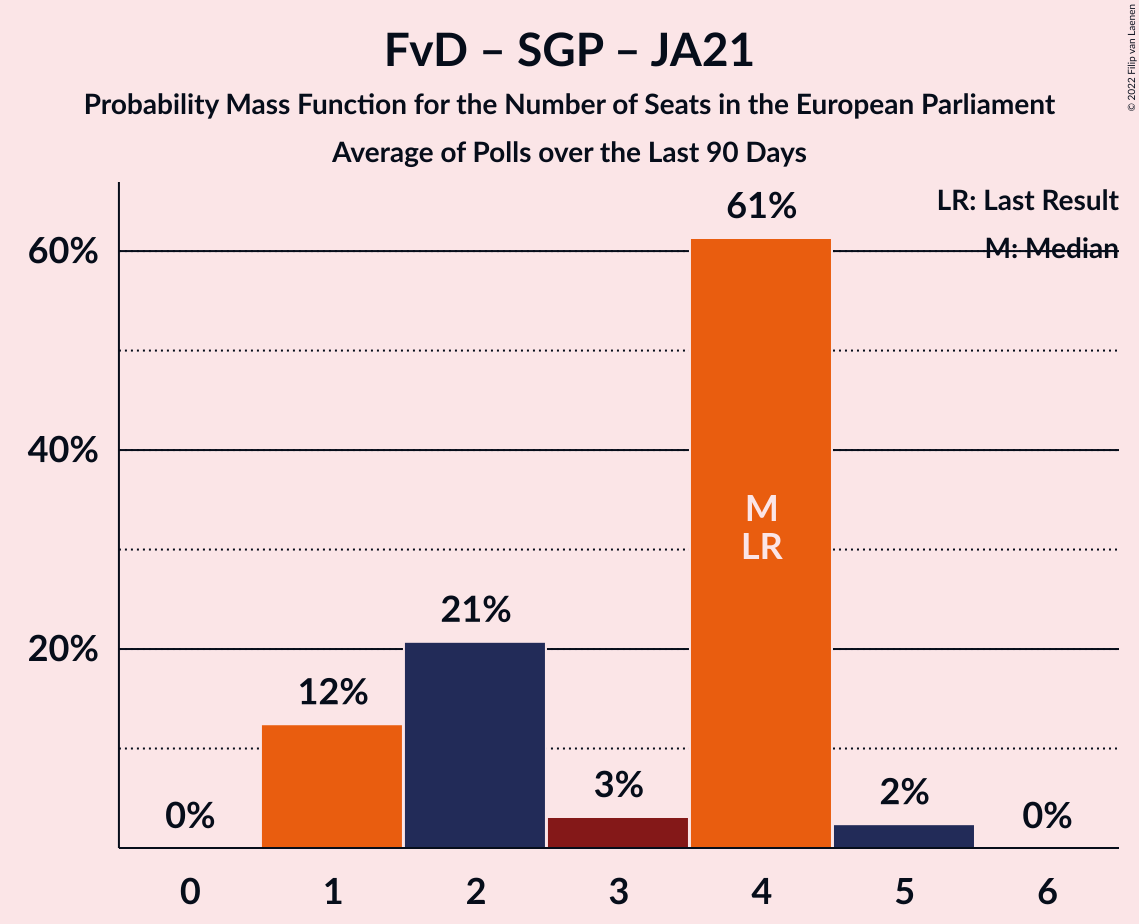 FvD – SGP – JA21
Probability Mass Function for the Number of Seats in the European Parliament
Average of Polls over the Last 90 Days
© 2022 Filip van Laenen
LR: Last Result
M: Median
60%
40%
20%
0%
12%
21%
3%
61%
2%
0%
M
LR
0 1 2 3 4 5 6